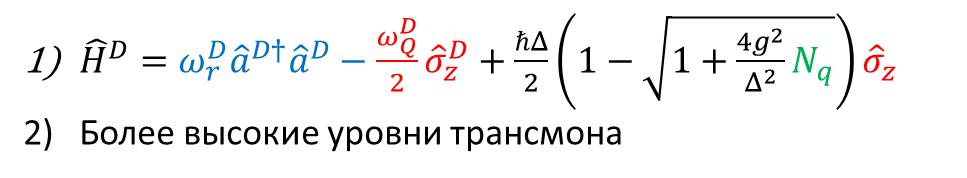 1) Ĥ^D = ω_r^D â^{D†} â^D − ω_Q^D/2 σ̂_z^D + ħΔ/2 (1 − √(1 + 4g²/Δ² N_q)) σ̂_z
2) Более высокие уровни трансмона